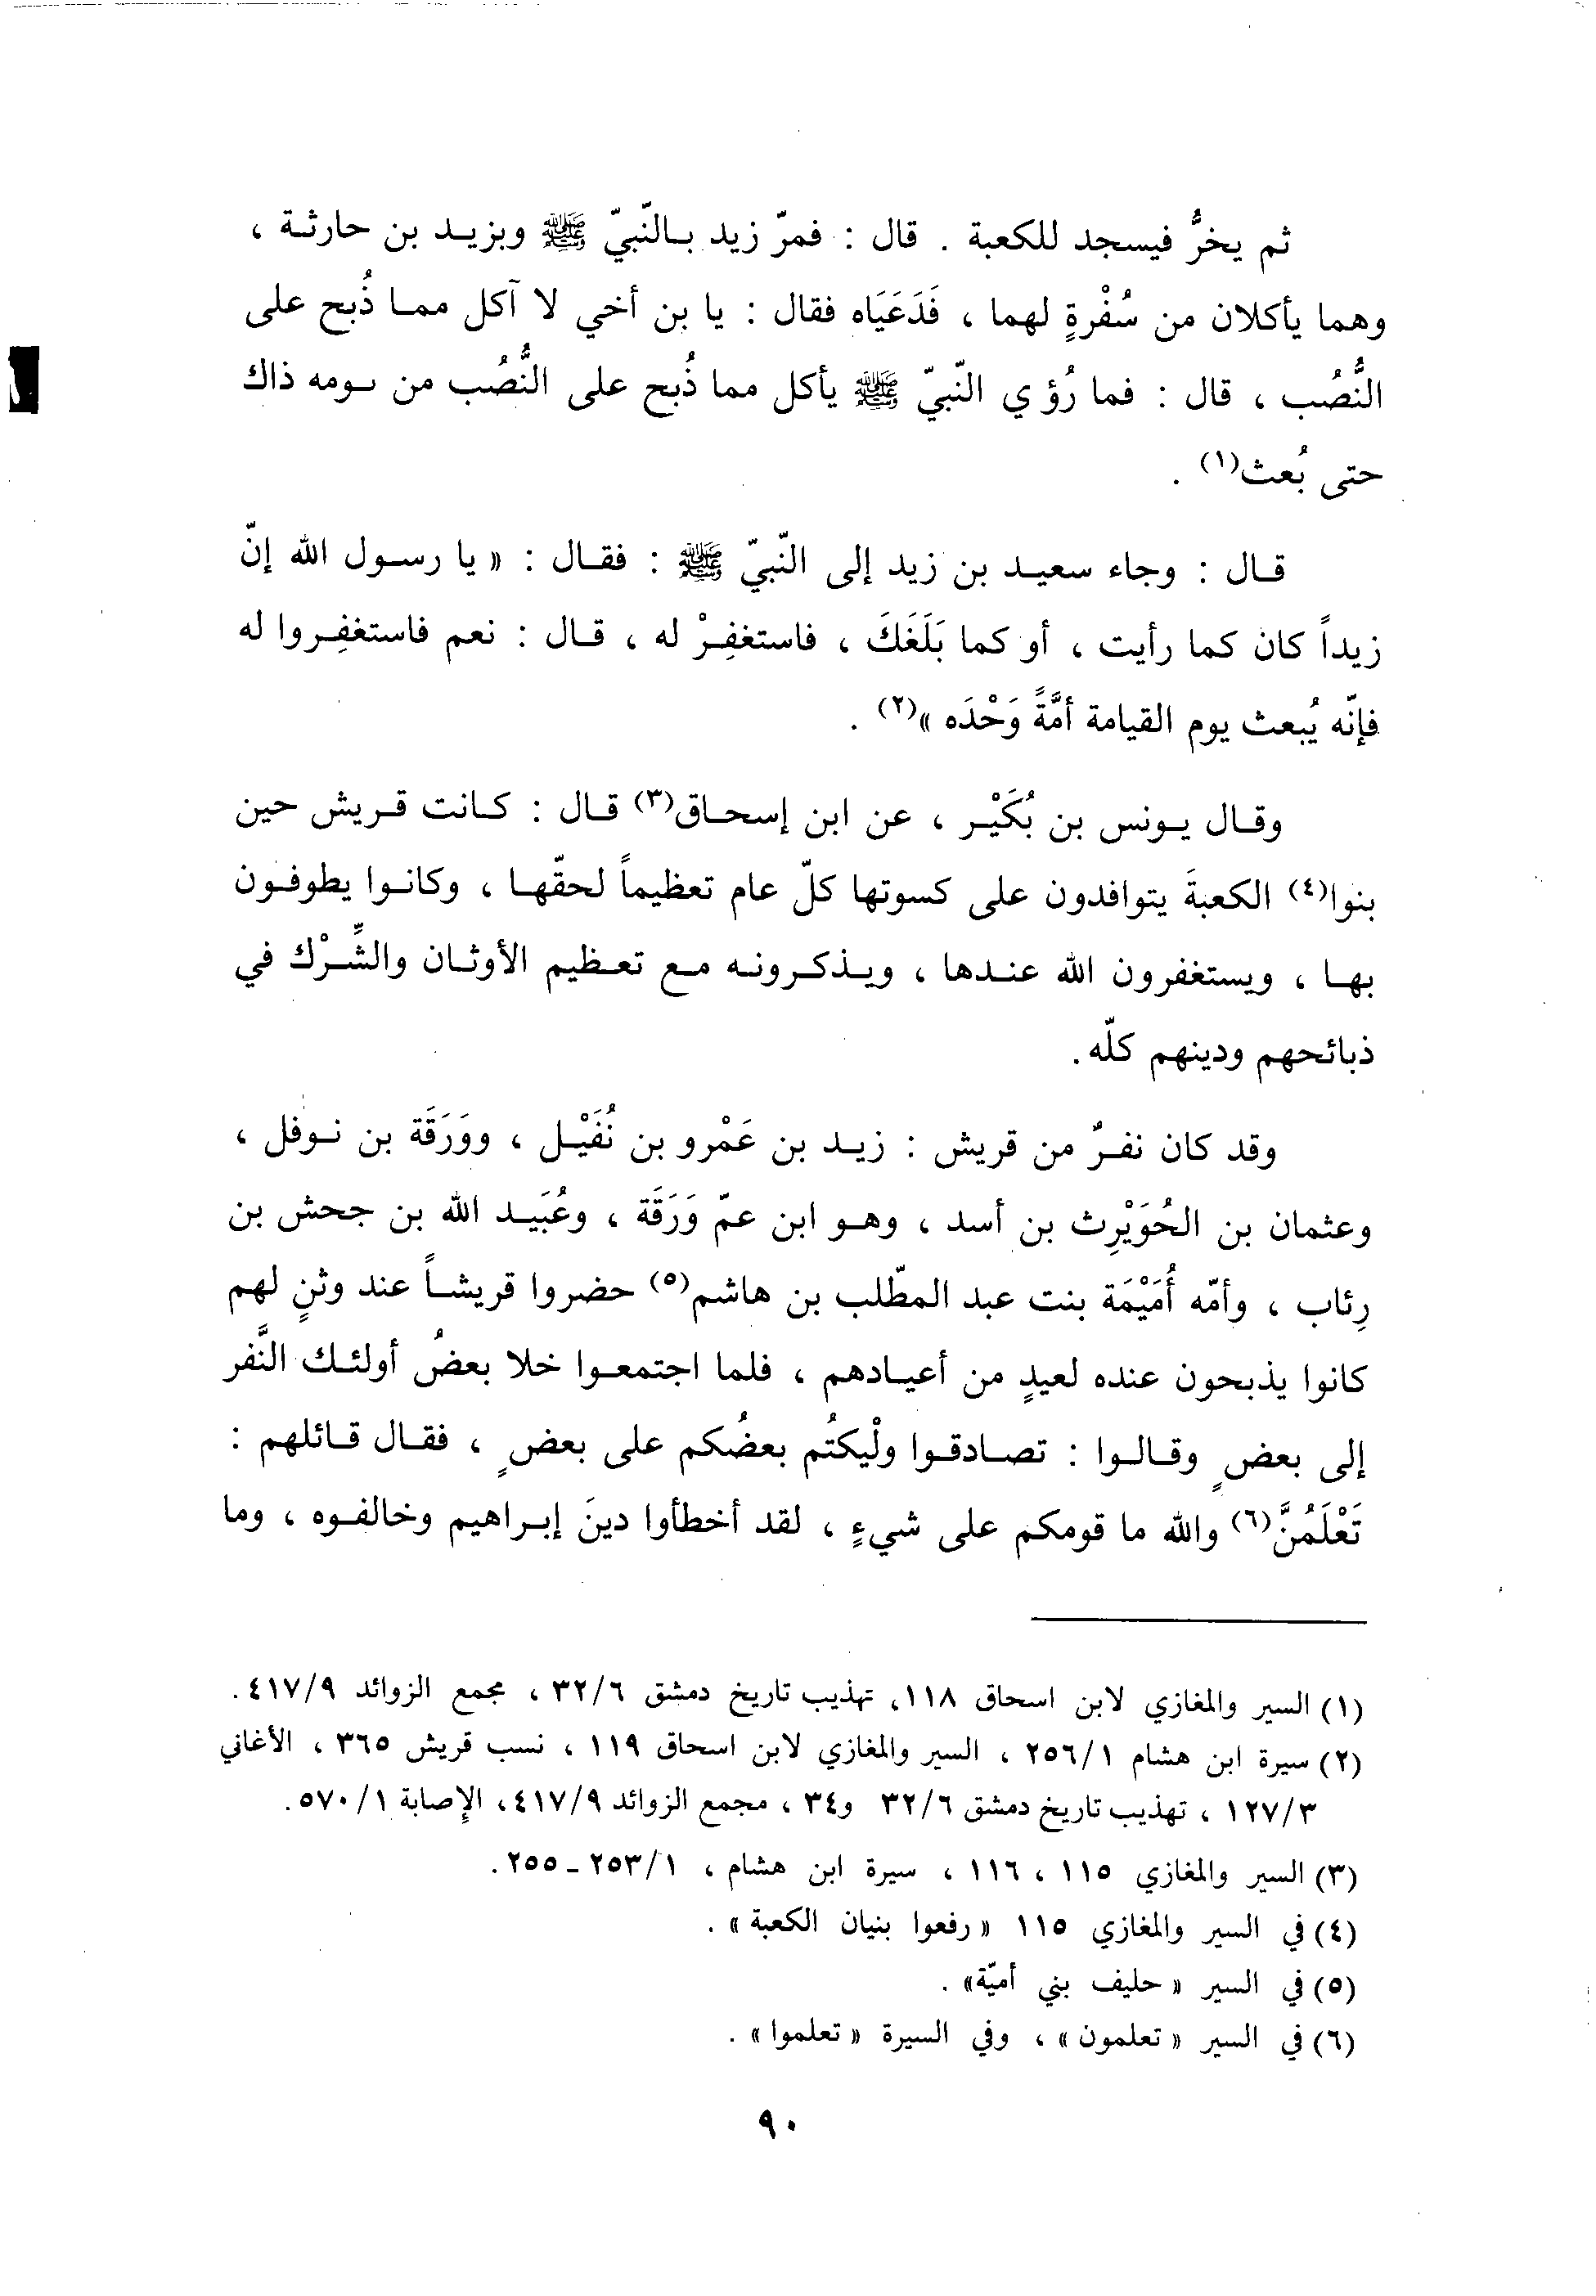 ثم يخرُّ فيسجد للكعبة . قال : فمرّ زيد بالنّبيّ ﷺ وبزيد بن حارثة ،
وهما يأكلان من سُفْرةٍ لهما ، فَدَعَيَاه فقال : يا بن أخي لا آكل مما ذُبح على
النُّصُب ، قال : فما رُؤي النّبيّ ﷺ يأكل مما ذُبح على النُّصُب من يومه ذاك
حتى بُعث(١) .
قال : وجاء سعيد بن زيد إلى النّبيّ ﷺ : فقال : « يا رسول الله إنّ
زيداً كان كما رأيت ، أو كما بَلَغَكَ ، فاستغفِرْ له ، قال : نعم فاستغفِروا له
فإنّه يُبعث يوم القيامة أمَّةً وَحْدَه »(٢) .
وقال يونس بن بُكَيْر ، عن ابن إسحاق(٣) قال : كانت قريش حين
بنوا(٤) الكعبةَ يتوافدون على كسوتها كلّ عام تعظيماً لحقّها ، وكانوا يطوفون
بها ، ويستغفرون الله عندها ، ويذكرونه مع تعظيم الأوثان والشِّرْك في
ذبائحهم ودينهم كلّه .
وقد كان نفرٌ من قريش : زيد بن عَمْرو بن نُفَيْل ، ووَرَقَة بن نوفل ،
وعثمان بن الحُوَيْرِث بن أسد ، وهو ابن عمّ وَرَقَة ، وعُبَيد الله بن جحش بن
رِئاب ، وأمّه أُمَيْمَة بنت عبد المطّلب بن هاشم(٥) حضروا قريشاً عند وثنٍ لهم
كانوا يذبحون عنده لعيدٍ من أعيادهم ، فلما اجتمعوا خلا بعضُ أولئك النَّفر
إلى بعضٍ وقالوا : تصادقوا ولْيكتُم بعضُكم على بعضٍ ، فقال قائلهم :
تَعْلَمُنَّ(٦) والله ما قومكم على شيءٍ ، لقد أخطأوا دينَ إبراهيم وخالفوه ، وما
(١) السير والمغازي لابن اسحاق ١١٨، تهذيب تاريخ دمشق ٣٢/٦ ، مجمع الزوائد ٤١٧/٩ .
(٢) سيرة ابن هشام ٢٥٦/١ ، السير والمغازي لابن اسحاق ١١٩ ، نسب قريش ٣٦٥ ، الأغاني
١٢٧/٣ ، تهذيب تاريخ دمشق ٣٢/٦ و٣٤ ، مجمع الزوائد ٤١٧/٩، الإصابة ٥٧٠/١ .
(٣) السير والمغازي ١١٥ ، ١١٦ ، سيرة ابن هشام ، ٢٥٣/١ ـ ٢٥٥ .
(٤) في السير والمغازي ١١٥ « رفعوا بنيان الكعبة » .
(٥) في السير « حليف بني أميّة» .
(٦) في السير « تعلمون » ، وفي السيرة « تعلموا » .
٩٠